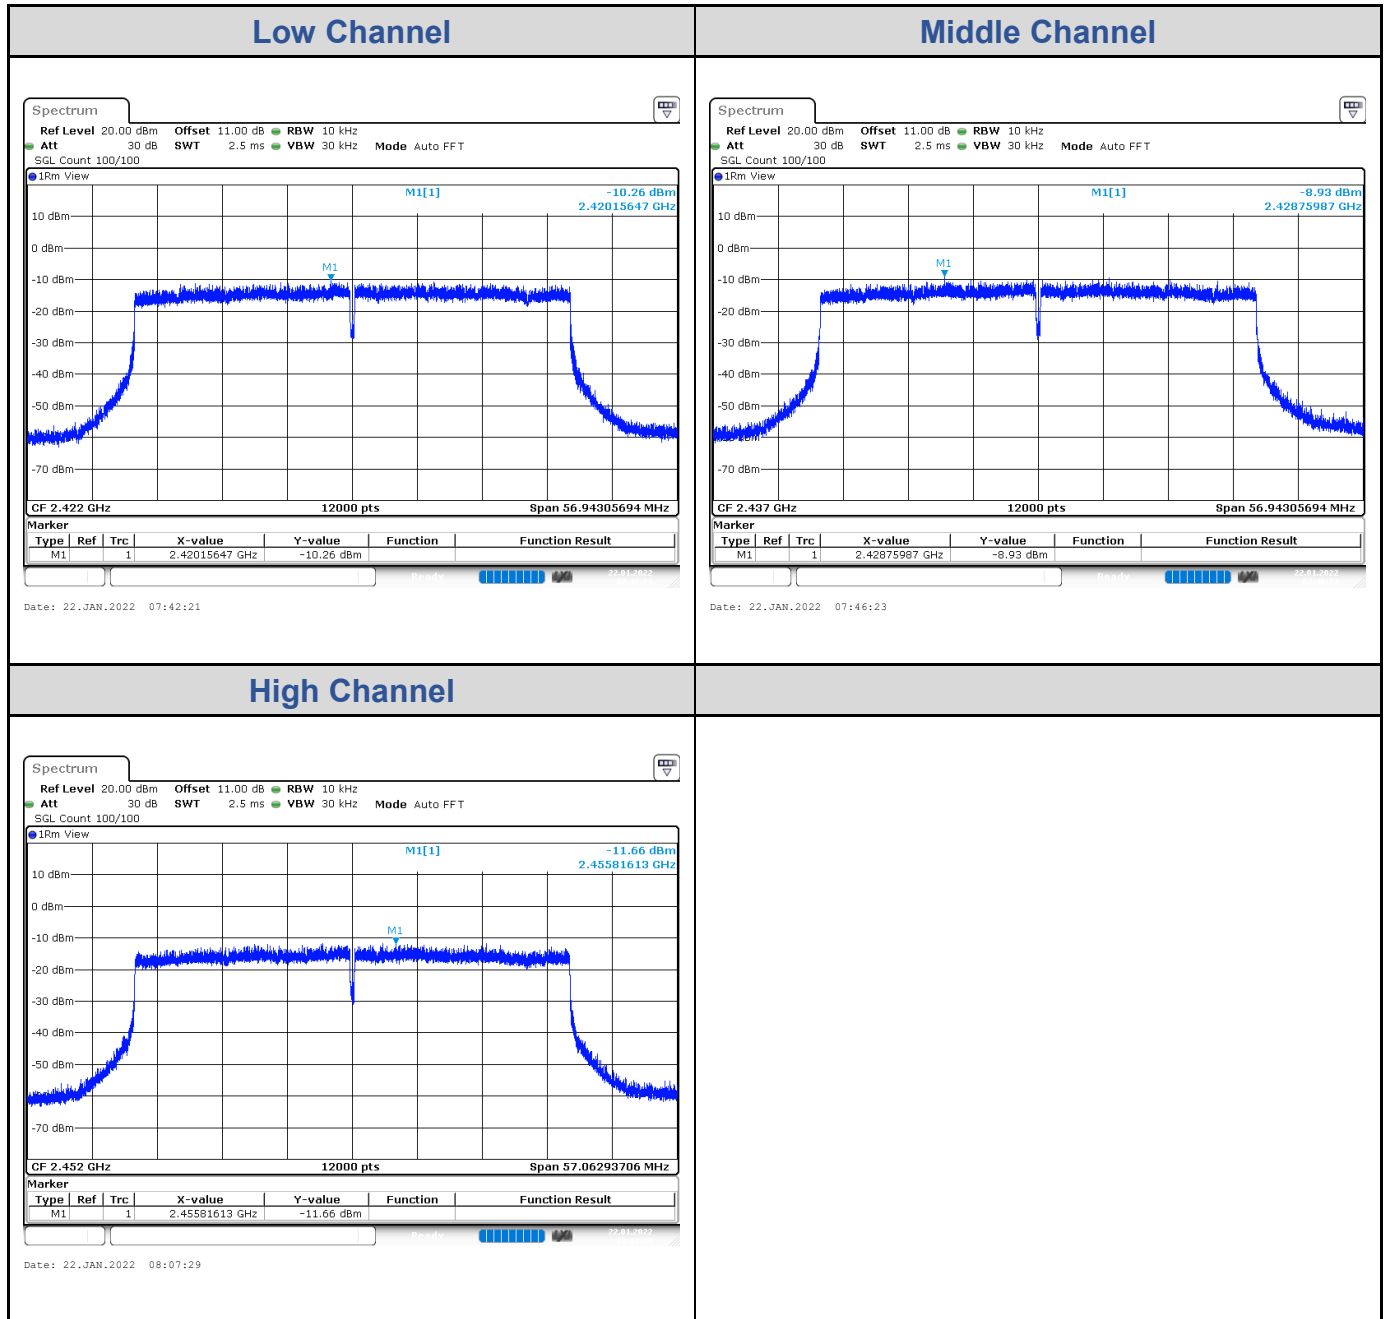 Low Channel
Middle Channel
Spectrum
Ref Level 20.00 dBm Offset 11.00 dB RBW 10 kHz
Att 30 dB SWT 2.5 ms VBW 30 kHz Mode Auto FFT
SGL Count 100/100
1Rm View
M1[1] -10.26 dBm
2.42015647 GHz
10 dBm
0 dBm
M1
-10 dBm
-20 dBm
-30 dBm
-40 dBm
-50 dBm
-70 dBm
CF 2.422 GHz 12000 pts Span 56.94305694 MHz
Marker
Type Ref Trc X-value Y-value Function Function Result
M1 1 2.42015647 GHz -10.26 dBm
Ready 22.01.2022
Date: 22.JAN.2022 07:42:21
Spectrum
Ref Level 20.00 dBm Offset 11.00 dB RBW 10 kHz
Att 30 dB SWT 2.5 ms VBW 30 kHz Mode Auto FFT
SGL Count 100/100
1Rm View
M1[1] -8.93 dBm
2.42875987 GHz
10 dBm
0 dBm
M1
-10 dBm
-20 dBm
-30 dBm
-40 dBm
-50 dBm
-70 dBm
CF 2.437 GHz 12000 pts Span 56.94305694 MHz
Marker
Type Ref Trc X-value Y-value Function Function Result
M1 1 2.42875987 GHz -8.93 dBm
Ready 22.01.2022
Date: 22.JAN.2022 07:46:23
High Channel
Spectrum
Ref Level 20.00 dBm Offset 11.00 dB RBW 10 kHz
Att 30 dB SWT 2.5 ms VBW 30 kHz Mode Auto FFT
SGL Count 100/100
1Rm View
M1[1] -11.66 dBm
2.45581613 GHz
10 dBm
0 dBm
M1
-10 dBm
-20 dBm
-30 dBm
-40 dBm
-50 dBm
-70 dBm
CF 2.452 GHz 12000 pts Span 57.06293706 MHz
Marker
Type Ref Trc X-value Y-value Function Function Result
M1 1 2.45581613 GHz -11.66 dBm
Ready 22.01.2022
Date: 22.JAN.2022 08:07:29